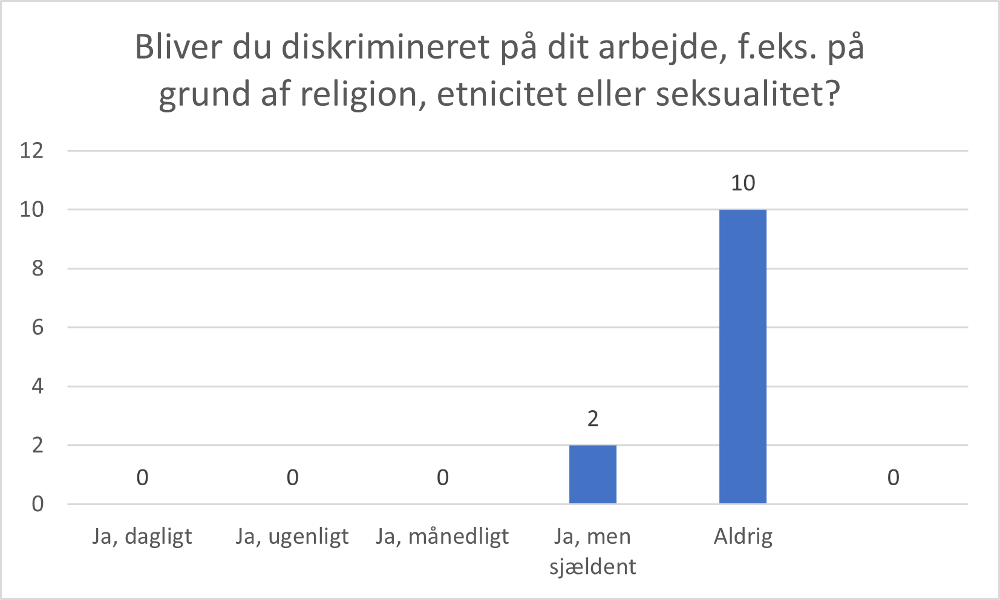 Bliver du diskrimineret på dit arbejde, f.eks. på
grund af religion, etnicitet eller seksualitet?
12
10
10
8
6
4
2
2
0
0
0
0
0
Ja, dagligt
Ja, ugenligt
Ja, månedligt
Ja, men
sjældent
Aldrig